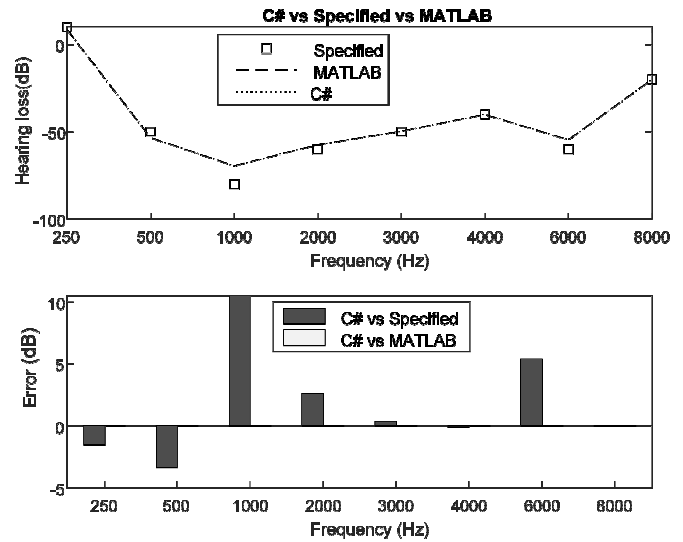 C# vs Specified vs MATLAB
0
-50
-100
Hearing loss(dB)
Specified
MATLAB
C#
250 500 1000 2000 3000 4000 6000 8000
Frequency (Hz)
10
5
0
-5
Error (dB)
C# vs Specified
C# vs MATLAB
250 500 1000 2000 3000 4000 6000 8000
Frequency (Hz)